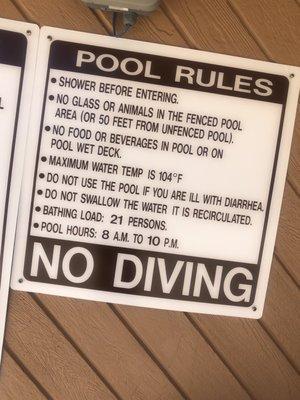 POOL RULES
• SHOWER BEFORE ENTERING.
• NO GLASS OR ANIMALS IN THE FENCED POOL
AREA (OR 50 FEET FROM UNFENCED POOL).
• NO FOOD OR BEVERAGES IN POOL OR ON
POOL WET DECK.
• MAXIMUM WATER TEMP IS 104°F
• DO NOT USE THE POOL IF YOU ARE ILL WITH DIARRHEA.
• DO NOT SWALLOW THE WATER IT IS RECIRCULATED.
• BATHING LOAD: 21 PERSONS.
• POOL HOURS: 8 A.M. TO 10 P.M.
NO DIVING